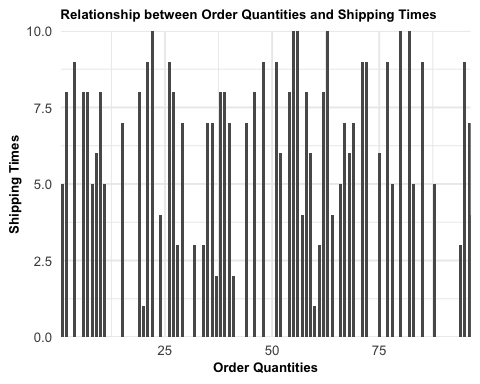 Relationship between Order Quantities and Shipping Times
10.0
7.5
5.0
2.5
0.0
Shipping Times
25 50 75
Order Quantities